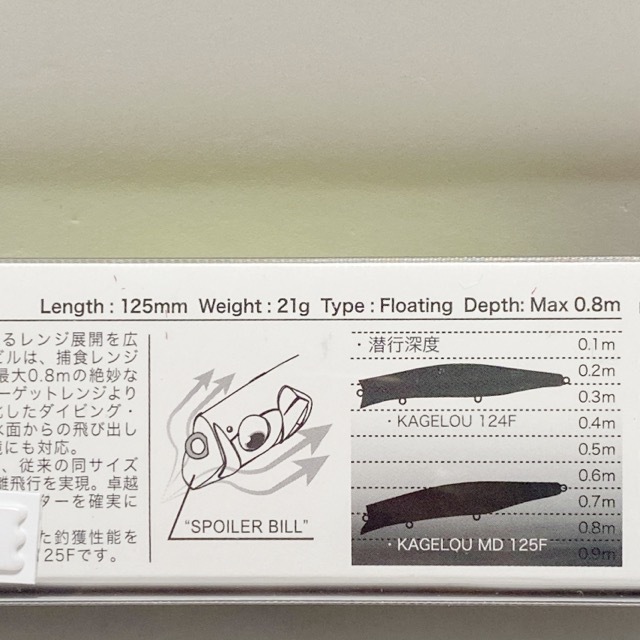 Length : 125mm Weight : 21g Type : Floating Depth: Max 0.8m
るレンジ展開を広
ビルは、捕食レンジ
最大0.8mの絶妙な
ーゲットレンジより
化したダイビング・
水面からの飛び出し
にも対応。
、従来の同サイズ
飛行を実現。卓越
ターを確実に
た釣獲性能を
125Fです。
"SPOILER BILL"
・潜行深度
0.1m
0.2m
0.3m
・KAGELOU 124F
0.4m
0.5m
0.6m
0.7m
0.8m
・KAGELOU MD 125F
0.9m